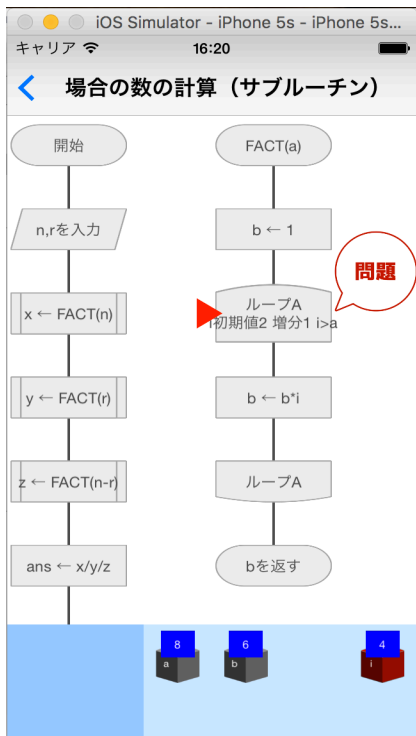 iOS Simulator - iPhone 5s - iPhone 5s...
キャリア 16:20
場合の数の計算（サブルーチン）
開始
n,rを入力
x ← FACT(n)
y ← FACT(r)
z ← FACT(n-r)
ans ← x/y/z
FACT(a)
b ← 1
ループA
i初期値2 増分1 i>a
問題
b ← b*i
ループA
bを返す
8
a
6
b
4
i